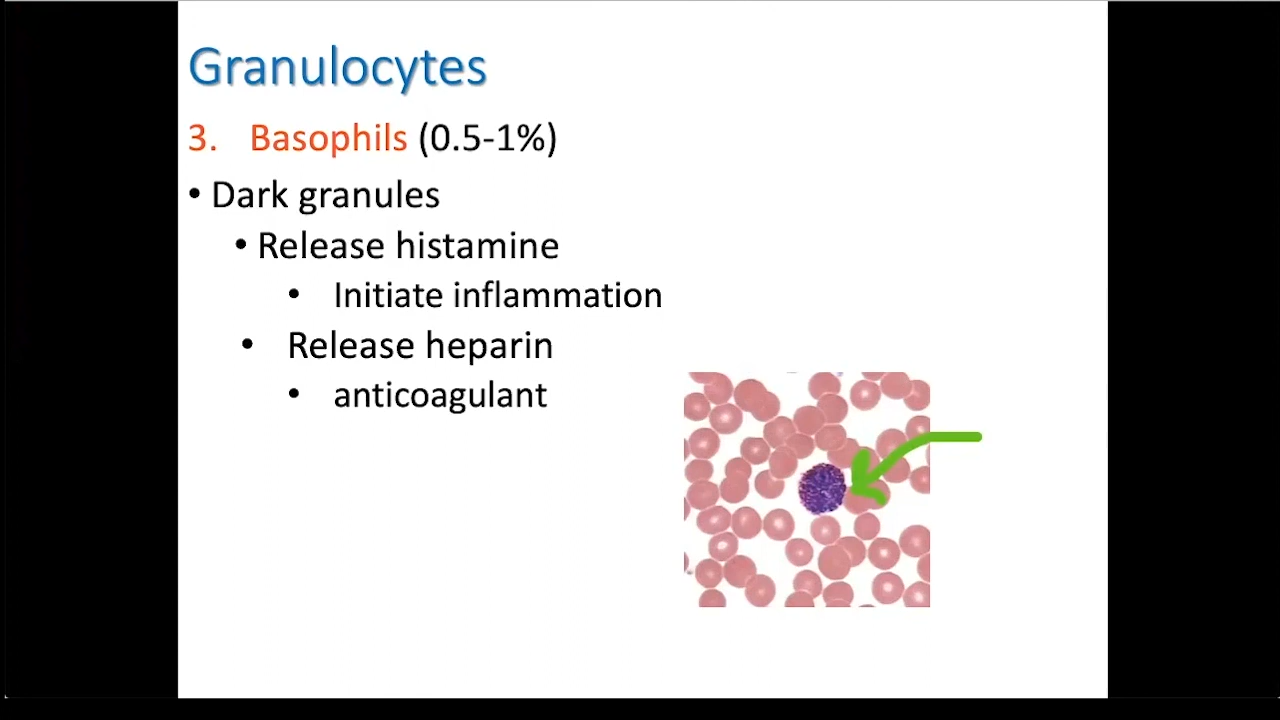 Granulocytes
3. Basophils (0.5-1%)
• Dark granules
• Release histamine
• Initiate inflammation
• Release heparin
• anticoagulant